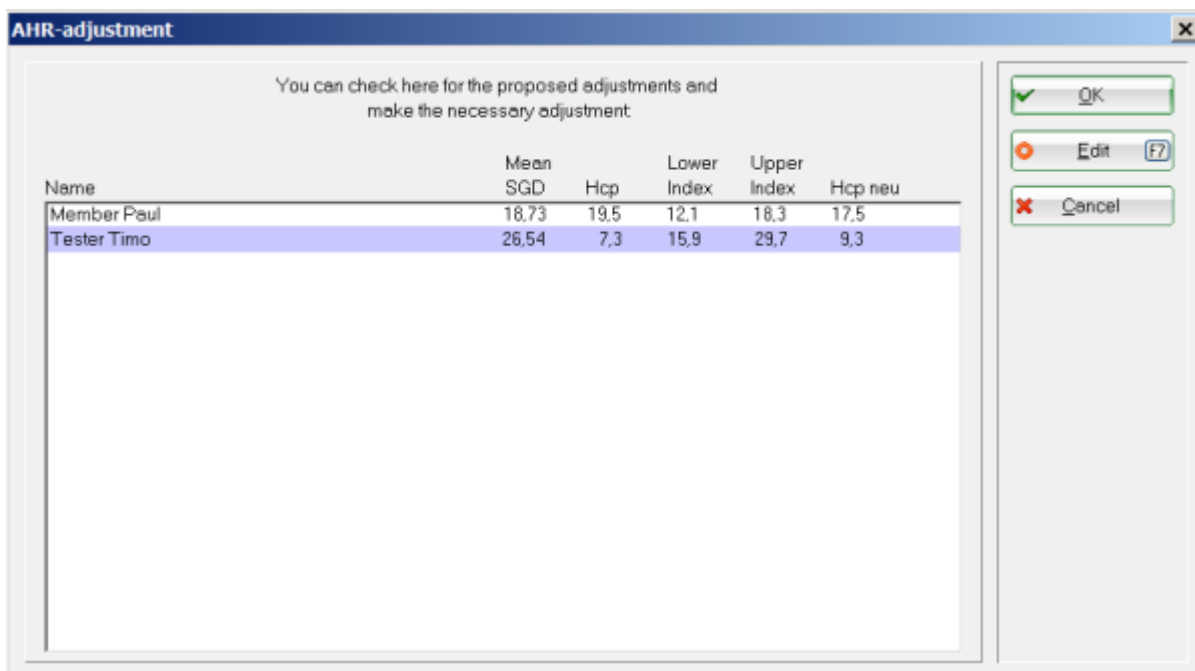 AHR-adjustment
You can check here for the proposed adjustments and
make the necessary adjustment
Mean Lower Upper
Name SGD Hcp Index Index Hcp neu
Member Paul 18,73 19,5 12,1 18,3 17,5
Tester Timo 26,54 7,3 15,9 29,7 9,3
OK
Edit F7
Cancel